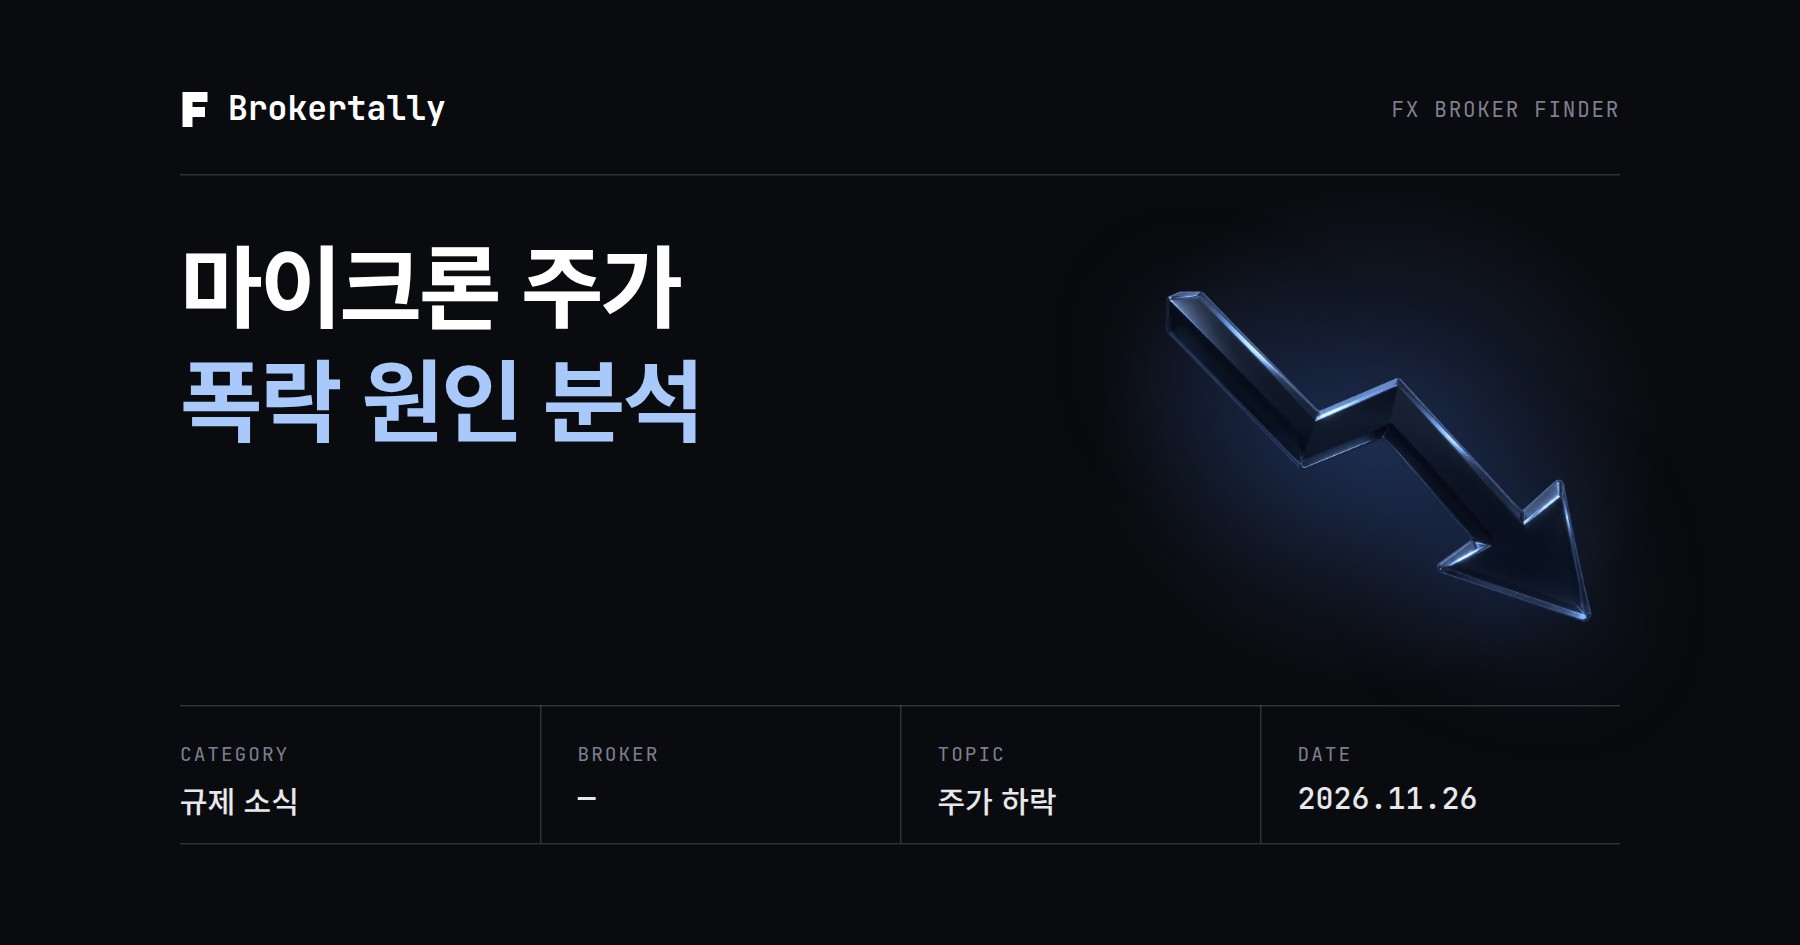 Brokertally
FX BROKER FINDER
마이크론 주가
폭락 원인 분석
CATEGORY
규제 소식
BROKER
—
TOPIC
주가 하락
DATE
2026.11.26